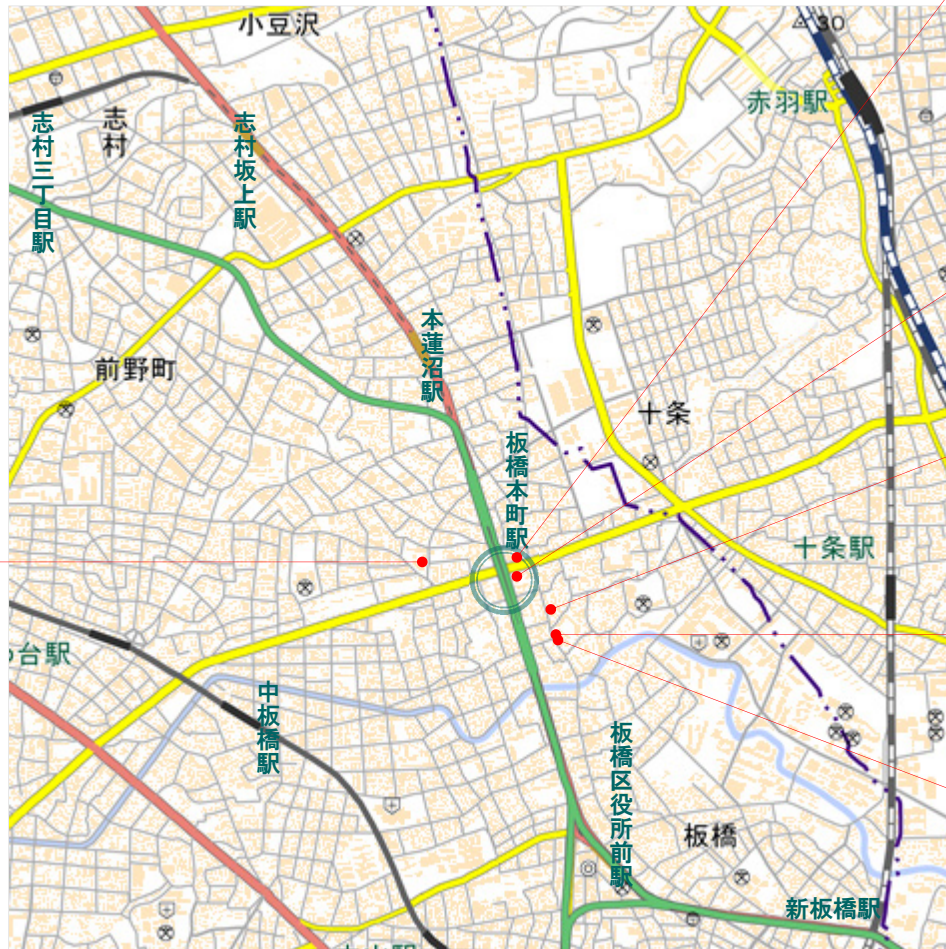 小豆沢
30
赤羽駅
志村三丁目駅
志村
志村坂上駅
本蓮沼駅
前野町
十条
板橋本町駅
十条駅
台駅
中板橋駅
板橋区役所前駅
板橋
新板橋駅